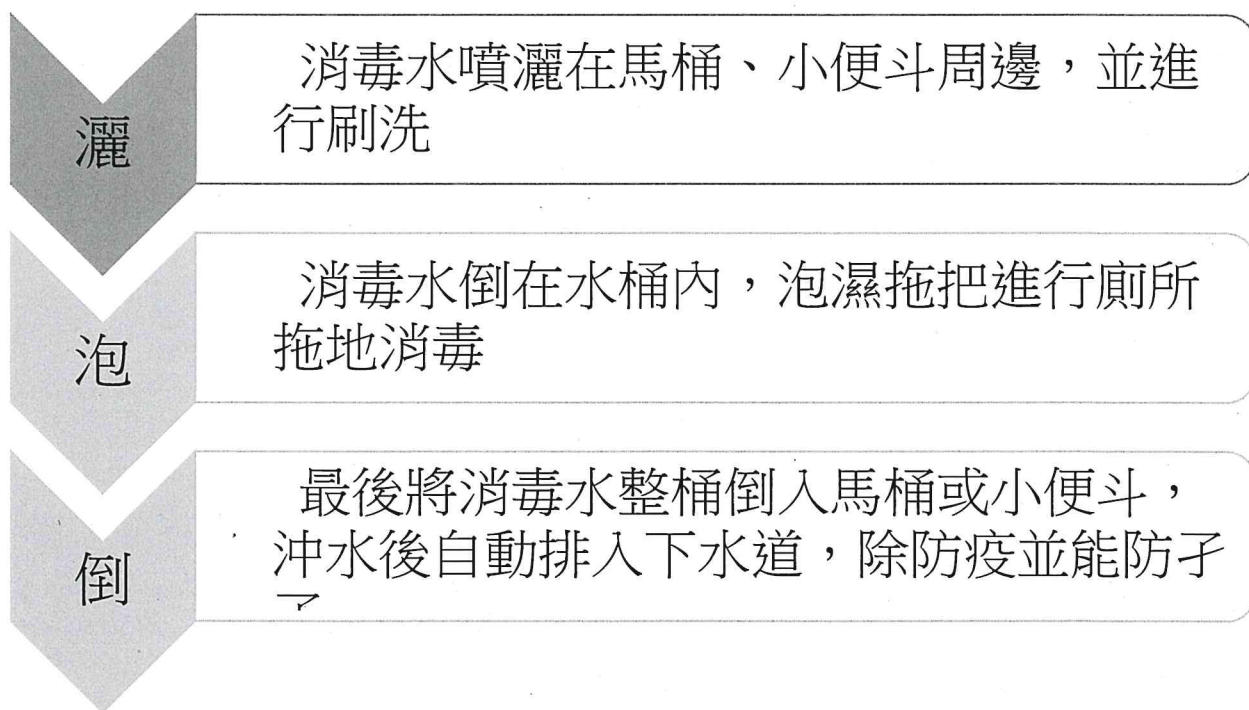 灑
消毒水噴灑在馬桶、小便斗周邊，並進
行刷洗
泡
消毒水倒在水桶內，泡濕拖把進行廁所
拖地消毒
倒
最後將消毒水整桶倒入馬桶或小便斗，
沖水後自動排入下水道，除防疫並能防孑